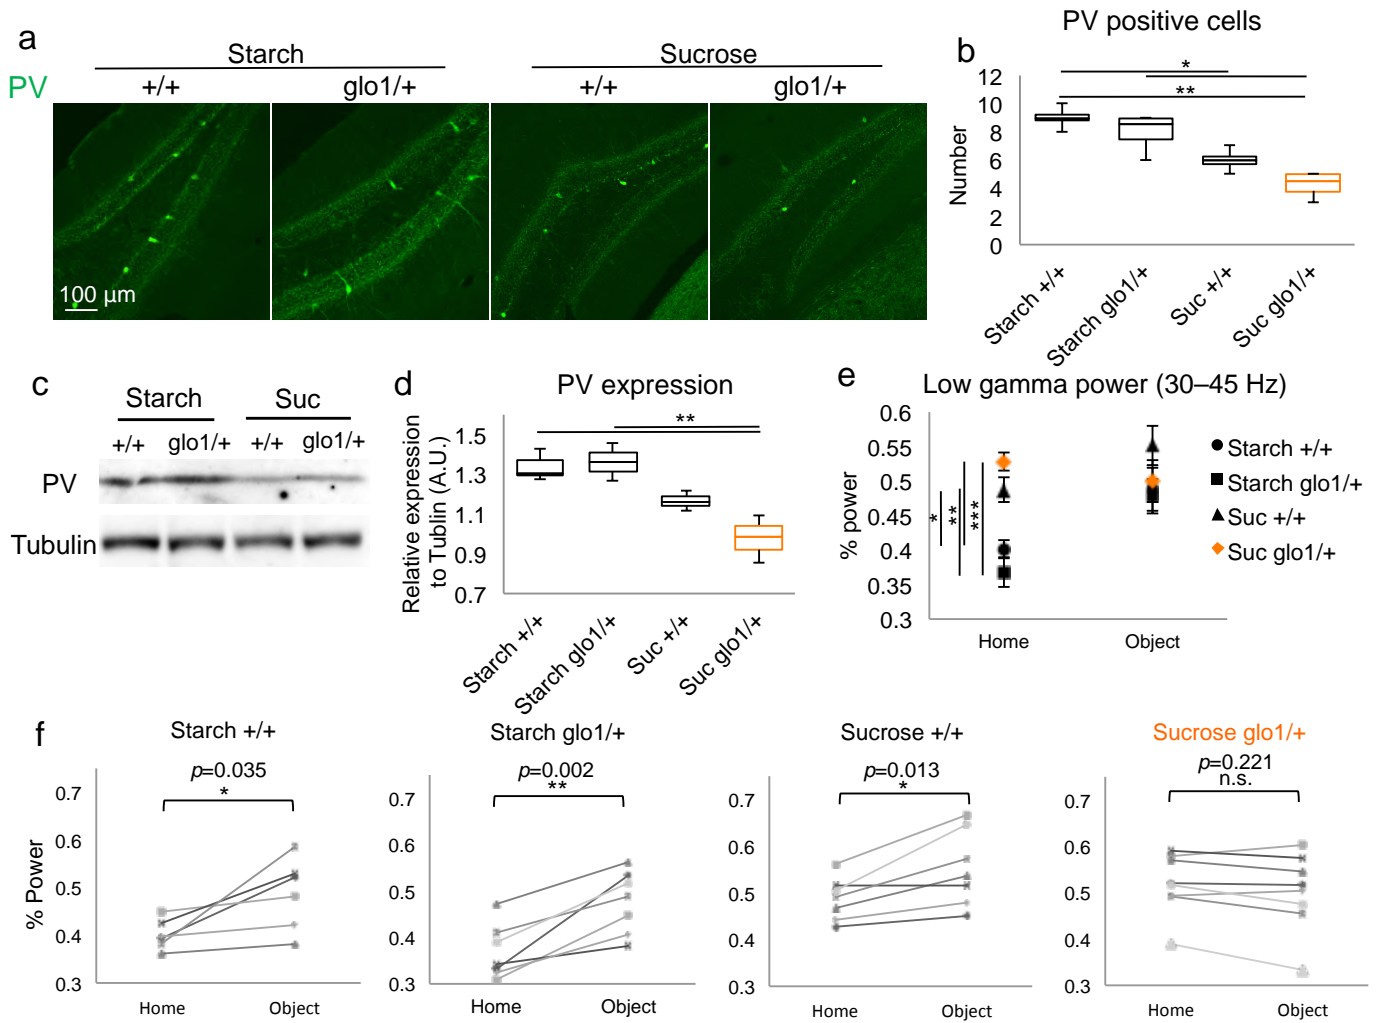 a
Starch
Sucrose
PV
+/+
glo1/+
+/+
glo1/+
100 µm
b
PV positive cells
Number
12
10
8
6
4
2
0
*
**
Starch +/+
Starch glo1/+
Suc +/+
Suc glo1/+
c
Starch
Suc
+/+
glo1/+
+/+
glo1/+
PV
Tubulin
d
PV expression
Relative expression
to Tublin (A.U.)
1.5
1.3
1.1
0.9
0.7
**
Starch +/+
Starch glo1/+
Suc +/+
Suc glo1/+
e
Low gamma power (30–45 Hz)
% power
0.6
0.55
0.5
0.45
0.4
0.35
0.3
*
**
***
Home
Object
Starch +/+
Starch glo1/+
Suc +/+
Suc glo1/+
f
Starch +/+
p=0.035
*
% Power
0.7
0.6
0.5
0.4
0.3
Home
Object
Starch glo1/+
p=0.002
**
0.7
0.6
0.5
0.4
0.3
Home
Object
Sucrose +/+
p=0.013
*
0.7
0.6
0.5
0.4
0.3
Home
Object
Sucrose glo1/+
p=0.221
n.s.
0.7
0.6
0.5
0.4
0.3
Home
Object